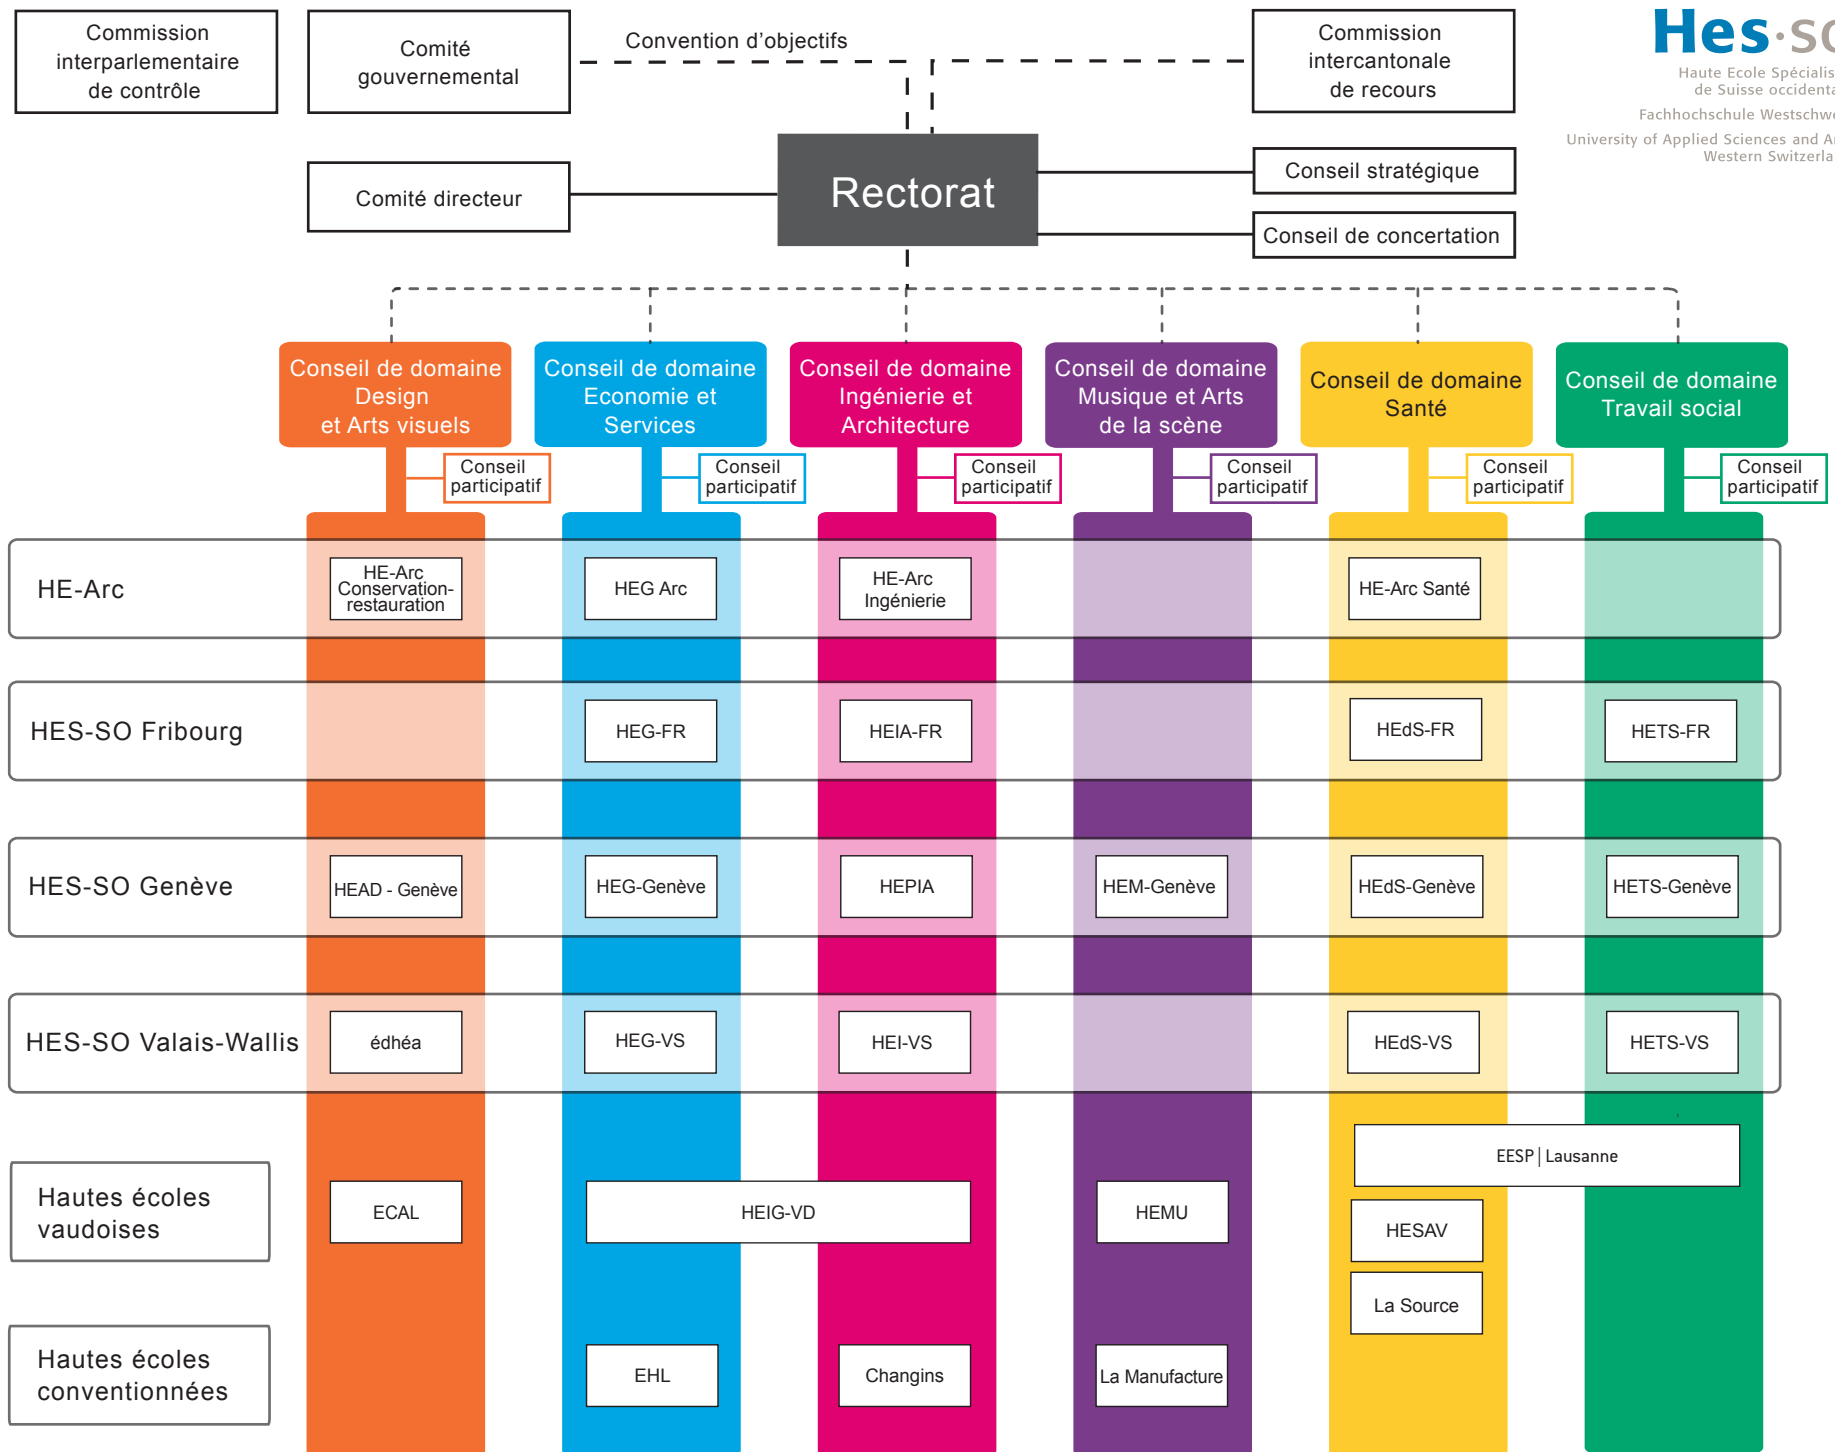 Commission
interparlementaire
de contrôle
Comité
gouvernemental
Convention d'objectifs
Commission
intercantonale
de recours
Hes·so
Haute Ecole Spécialis
de Suisse occidenta
Fachhochschule Westschwe
University of Applied Sciences and Ar
Western Switzerla
Comité directeur
Rectorat
Conseil stratégique
Conseil de concertation
Conseil de domaine
Design
et Arts visuels
Conseil de domaine
Economie et
Services
Conseil de domaine
Ingénierie et
Architecture
Conseil de domaine
Musique et Arts
de la scène
Conseil de domaine
Santé
Conseil de domaine
Travail social
Conseil
participatif
Conseil
participatif
Conseil
participatif
Conseil
participatif
Conseil
participatif
Conseil
participatif
HE-Arc
HE-Arc
Conservation-
restauration
HEG Arc
HE-Arc
Ingénierie
HE-Arc Santé
HES-SO Fribourg
HEG-FR
HEIA-FR
HEdS-FR
HETS-FR
HES-SO Genève
HEAD - Genève
HEG-Genève
HEPIA
HEM-Genève
HEdS-Genève
HETS-Genève
HES-SO Valais-Wallis
édhéa
HEG-VS
HEI-VS
HEdS-VS
HETS-VS
EESP | Lausanne
Hautes écoles
vaudoises
ECAL
HEIG-VD
HEMU
HESAV
La Source
Hautes écoles
conventionnées
EHL
Changins
La Manufacture